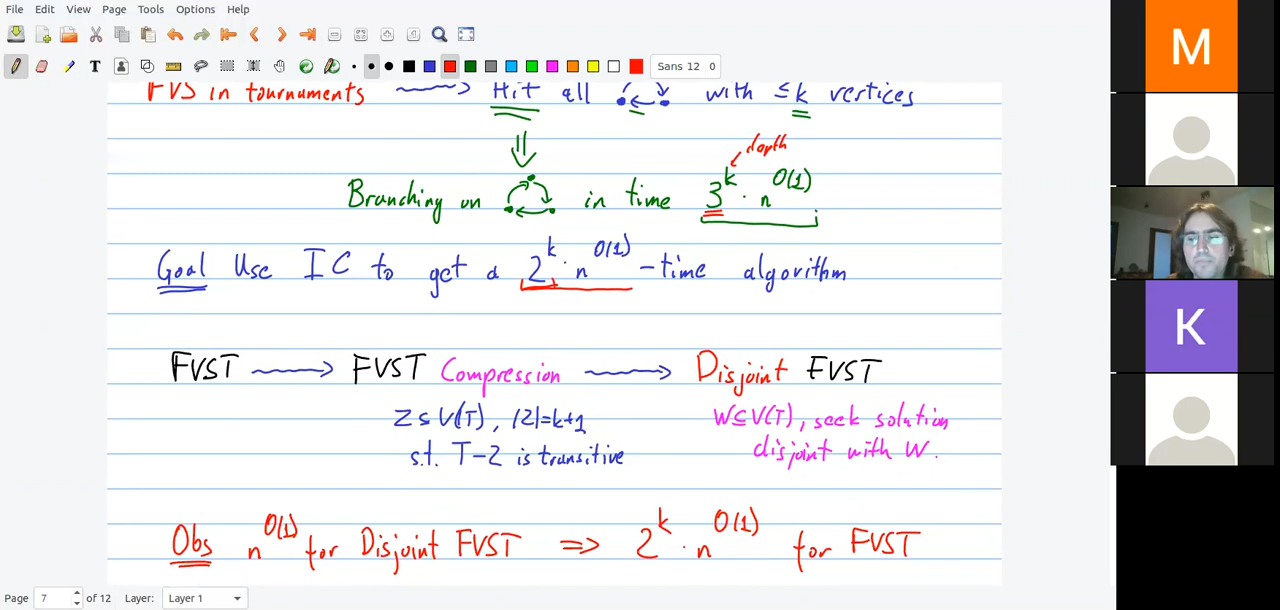 File Edit View Page Tools Options Help
Sans 12 0
FVS in tournaments Hit all with ≤ k vertices
depth
Branching on in time 3^k · n^O(1)
Goal Use IC to get a 2^k · n^O(1) -time algorithm
FVST FVST Compression Disjoint FVST
Z ⊆ V(T), |Z|=k+1
s.t. T-Z is transitive
W⊆V(T), seek solution
disjoint with W.
Obs n^O(1) for Disjoint FVST ⇒ 2^k · n^O(1) for FVST
M
K
Page 7 of 12 Layer: Layer 1